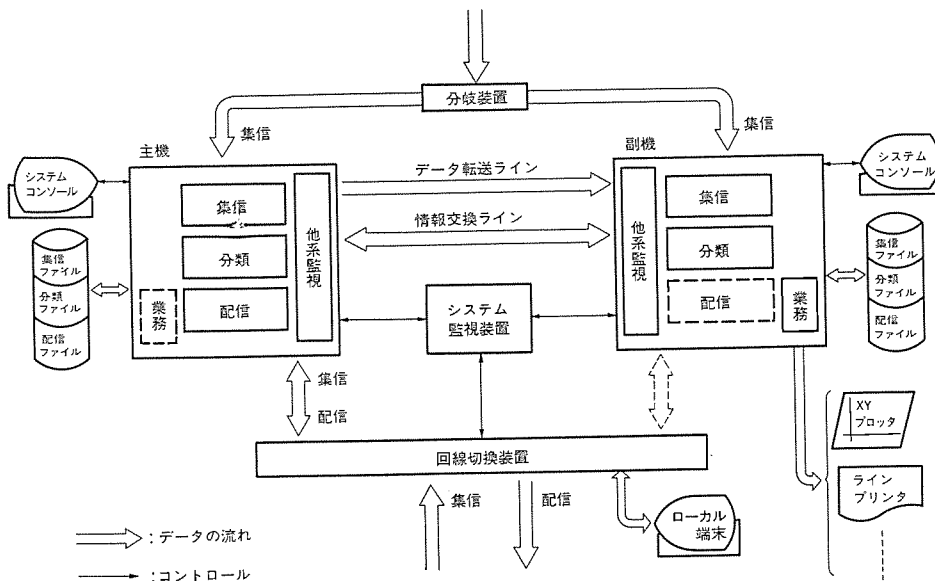 分岐装置
集信
集信
主機
副機
システム
コンソール
データ転送ライン
システム
コンソール
集信
他系監視
他系監視
集信
情報交換ライン
集信
ファイル
分類
ファイル
配信
ファイル
分類
分類
集信
ファイル
分類
ファイル
配信
ファイル
業務
配信
システム
監視装置
配信
業務
集信
配信
XY
プロッタ
回線切換装置
ライン
プリンタ
集信
配信
ローカル
端末
:データの流れ
:コントロール